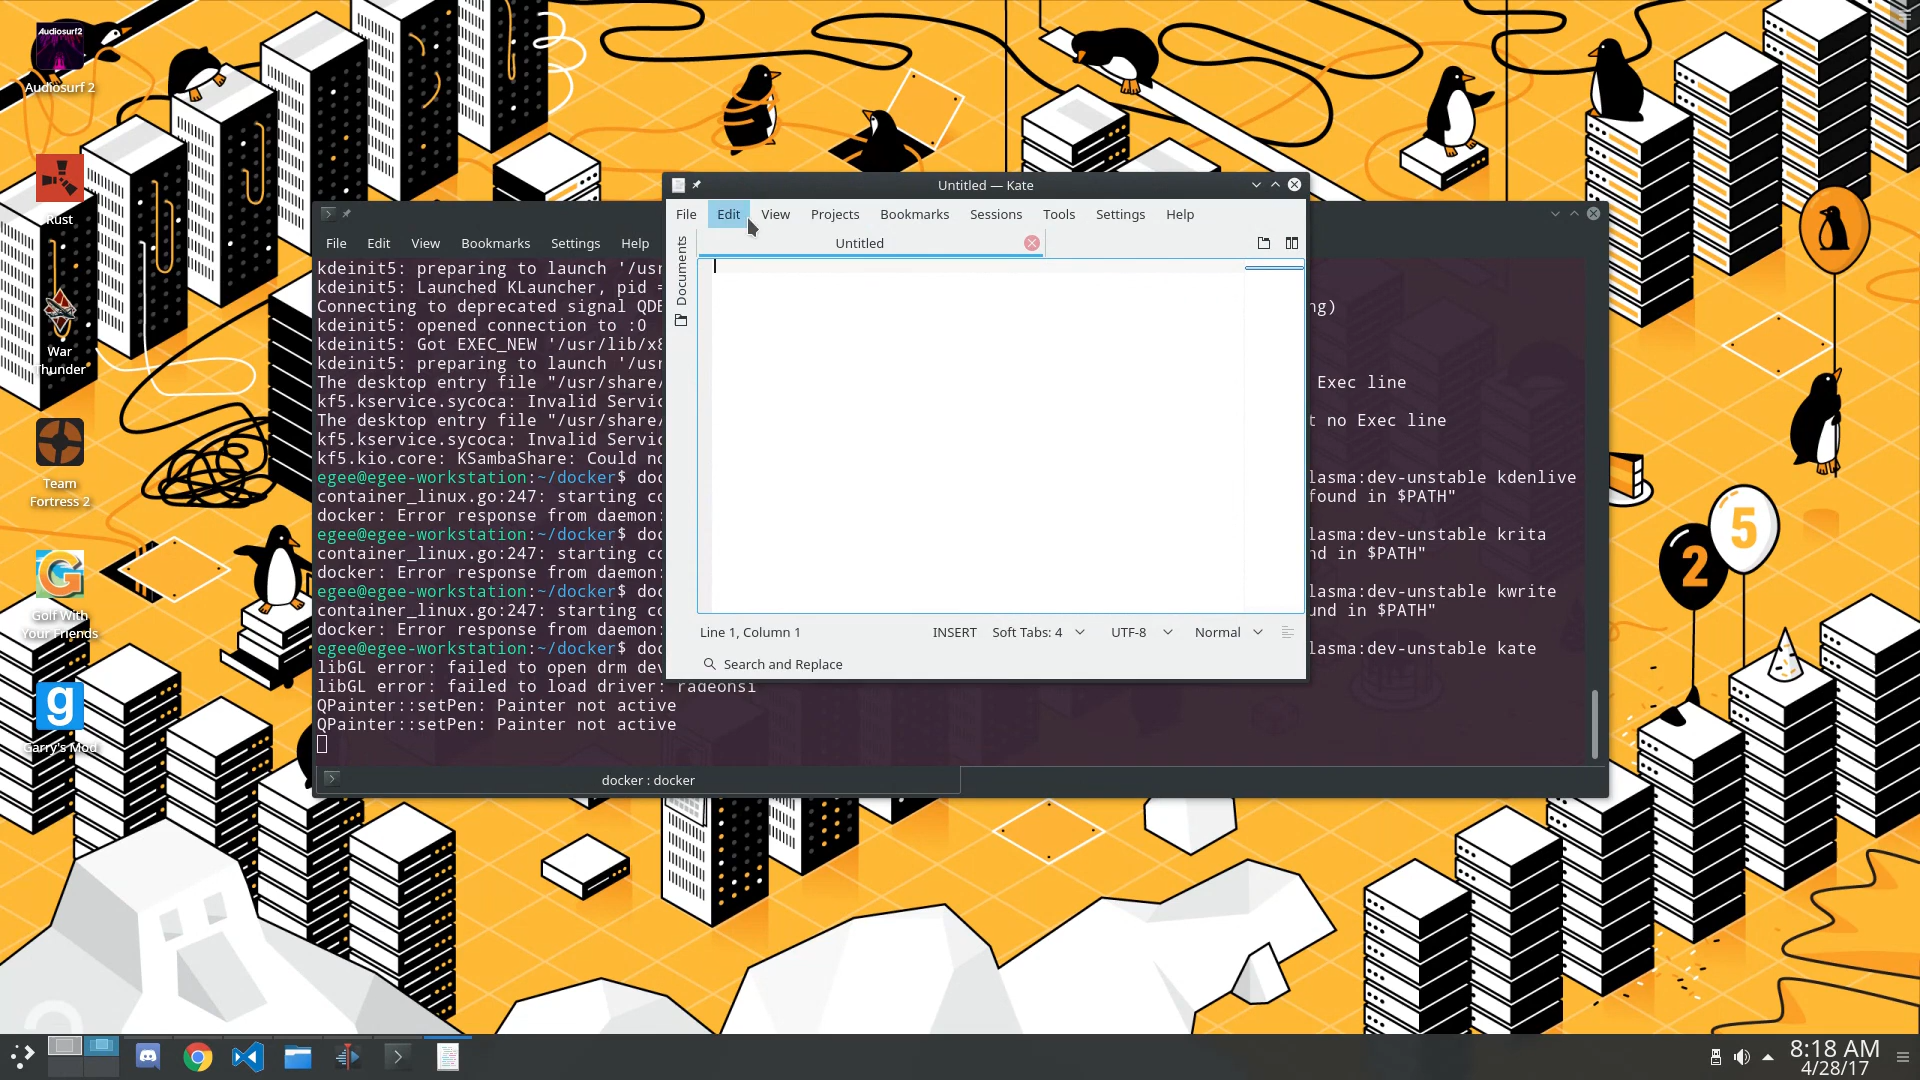 Audiosurf2
Audiosurf 2
Rust
War
Thunder
Team
Fortress 2
Golf With
Your Friends
g
Garry's Mod
2
5
File Edit View Bookmarks Settings Help
kdeinit5: preparing to launch '/usr
kdeinit5: Launched KLauncher, pid =
Connecting to deprecated signal QDB
ng)
kdeinit5: opened connection to :0
kdeinit5: Got EXEC_NEW '/usr/lib/x8
kdeinit5: preparing to launch '/usr
The desktop entry file "/usr/share/
Exec line
kf5.kservice.sycoca: Invalid Servic
The desktop entry file "/usr/share/
t no Exec line
kf5.kservice.sycoca: Invalid Servic
kf5.kio.core: KSambaShare: Could no
egee@egee-workstation:~/docker$ doc
lasma:dev-unstable kdenlive
container_linux.go:247: starting co
found in $PATH"
docker: Error response from daemon:
egee@egee-workstation:~/docker$ doc
lasma:dev-unstable krita
container_linux.go:247: starting co
nd in $PATH"
docker: Error response from daemon:
egee@egee-workstation:~/docker$ doc
lasma:dev-unstable kwrite
container_linux.go:247: starting co
und in $PATH"
docker: Error response from daemon:
egee@egee-workstation:~/docker$ doc
lasma:dev-unstable kate
libGL error: failed to open drm dev
libGL error: failed to load driver: radeonsi
QPainter::setPen: Painter not active
QPainter::setPen: Painter not active
docker : docker
Untitled — Kate
File Edit View Projects Bookmarks Sessions Tools Settings Help
Untitled
Documents
Line 1, Column 1 INSERT Soft Tabs: 4 UTF-8 Normal
Search and Replace
8:18 AM
4/28/17